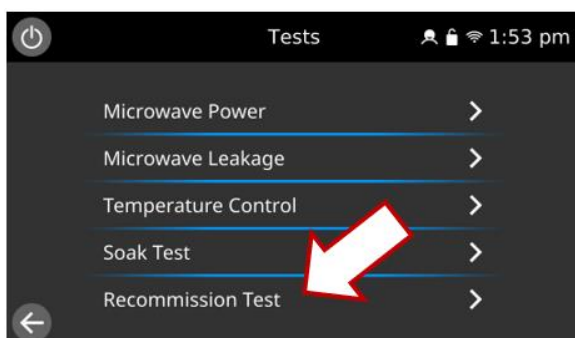 Tests
1:53 pm
Microwave Power
Microwave Leakage
Temperature Control
Soak Test
Recommission Test